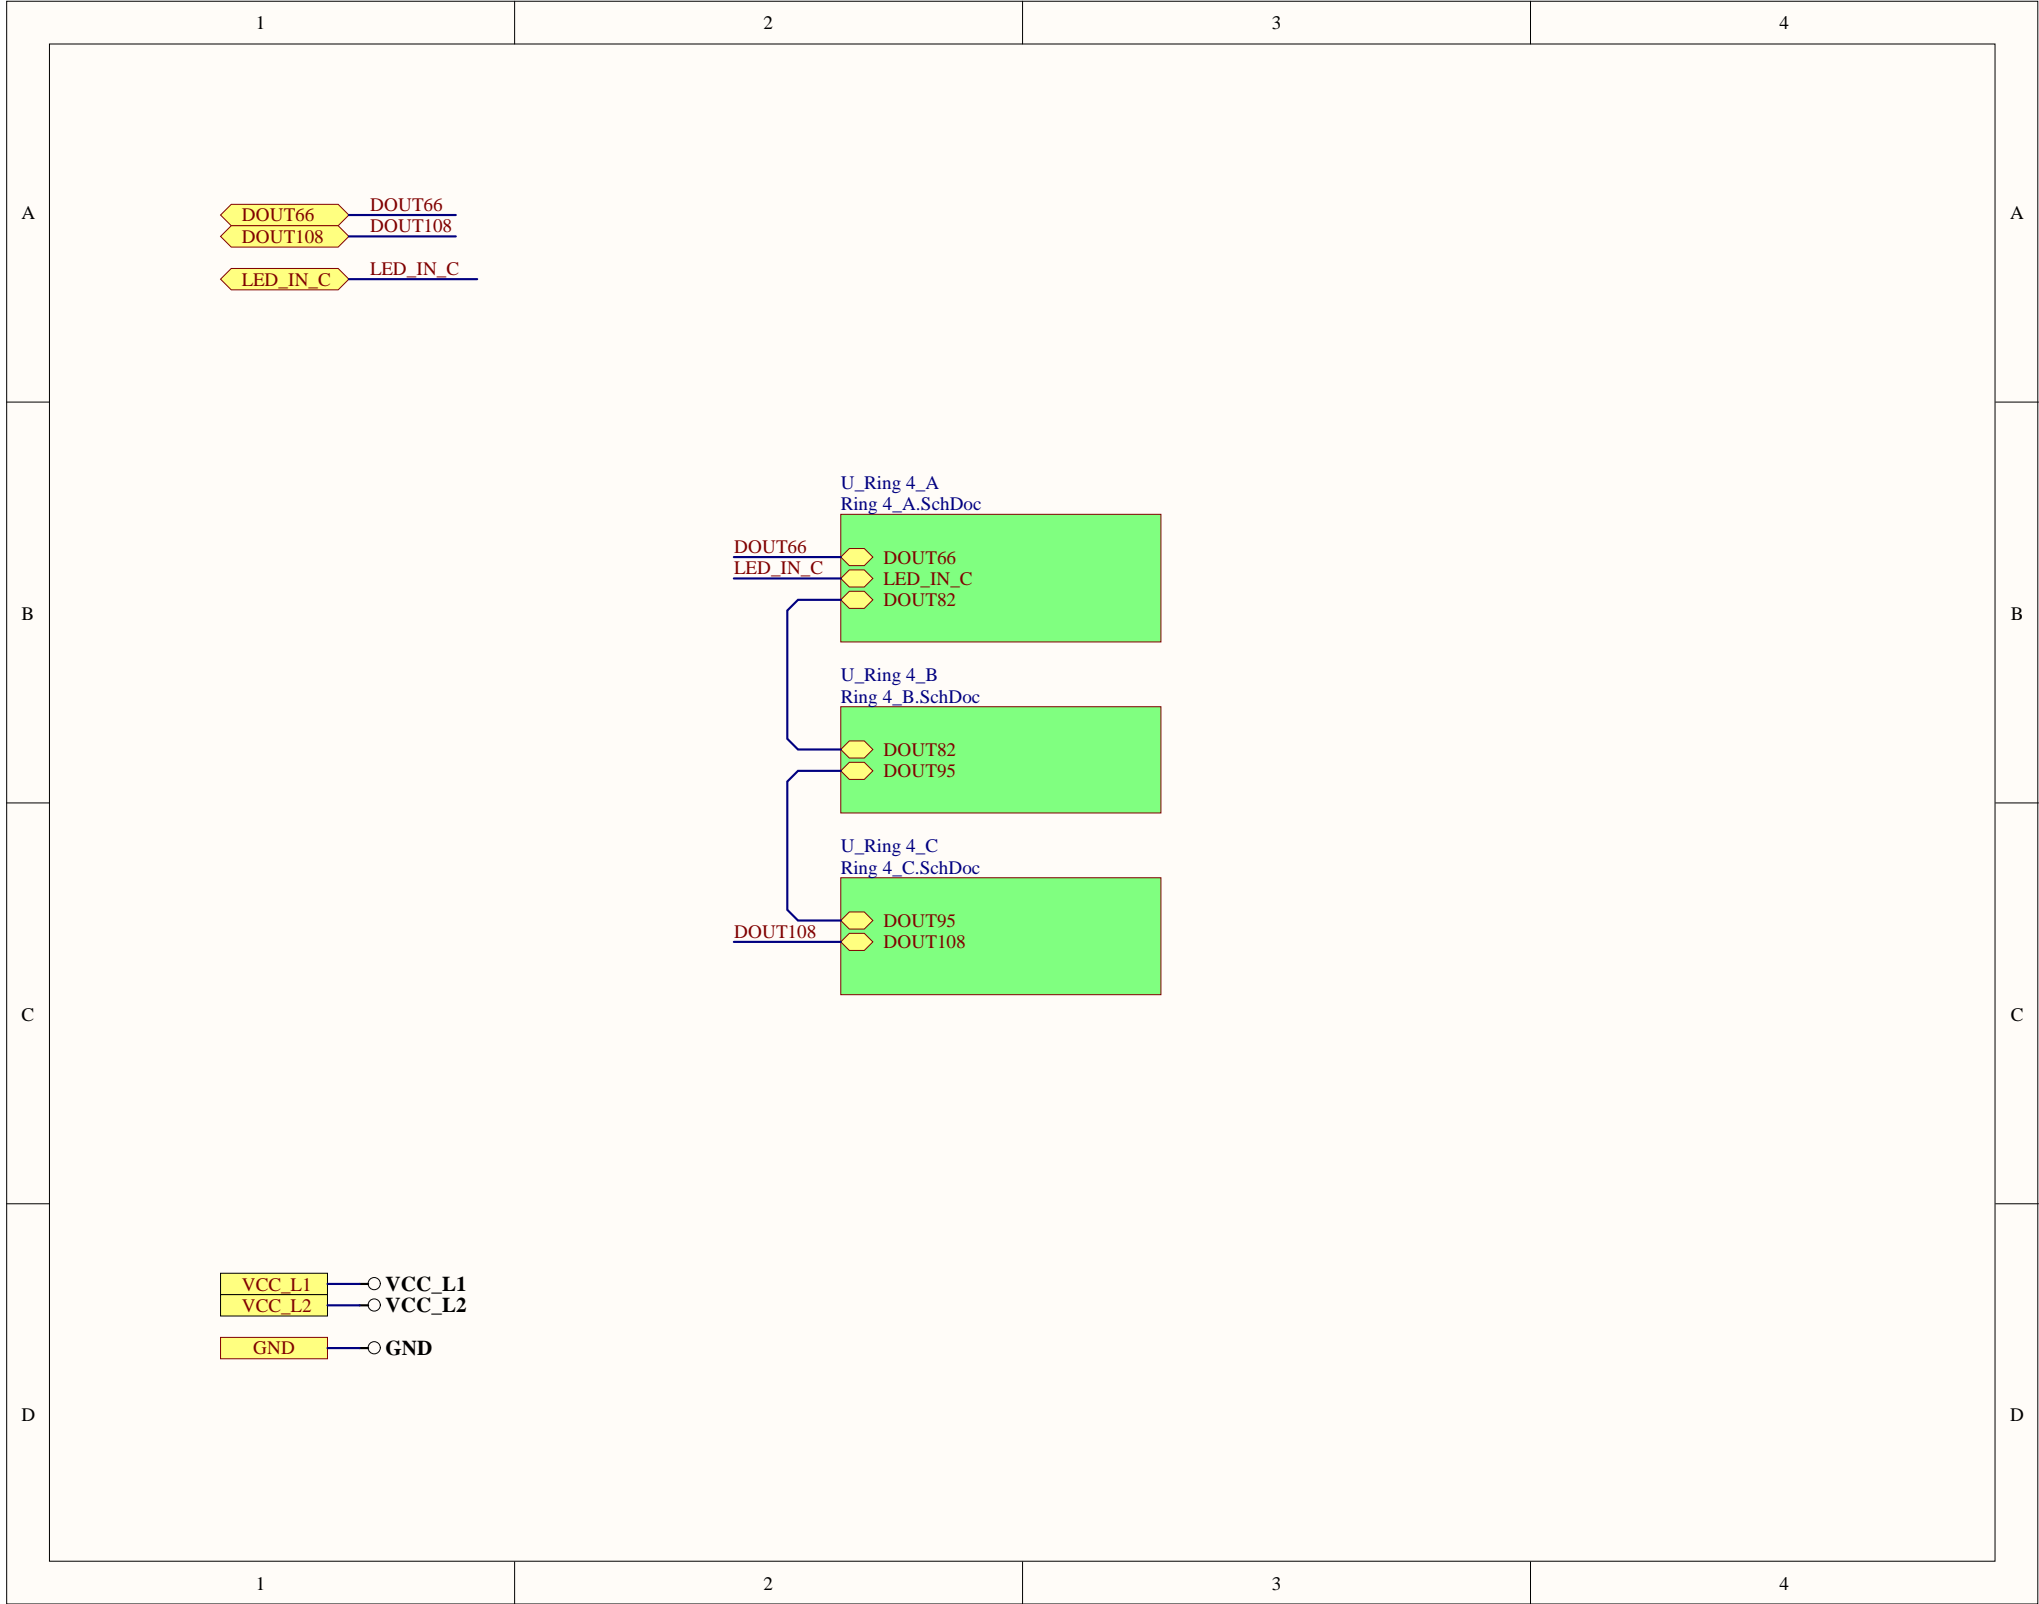 1 2 3 4
A A
DOUT66 DOUT66
DOUT108 DOUT108
LED_IN_C LED_IN_C
U_Ring 4_A
Ring 4_A.SchDoc
DOUT66 DOUT66
LED_IN_C LED_IN_C
DOUT82
B B
U_Ring 4_B
Ring 4_B.SchDoc
DOUT82
DOUT95
U_Ring 4_C
Ring 4_C.SchDoc
DOUT95
DOUT108 DOUT108
C C
VCC_L1 VCC_L1
VCC_L2 VCC_L2
GND GND
D D
1 2 3 4